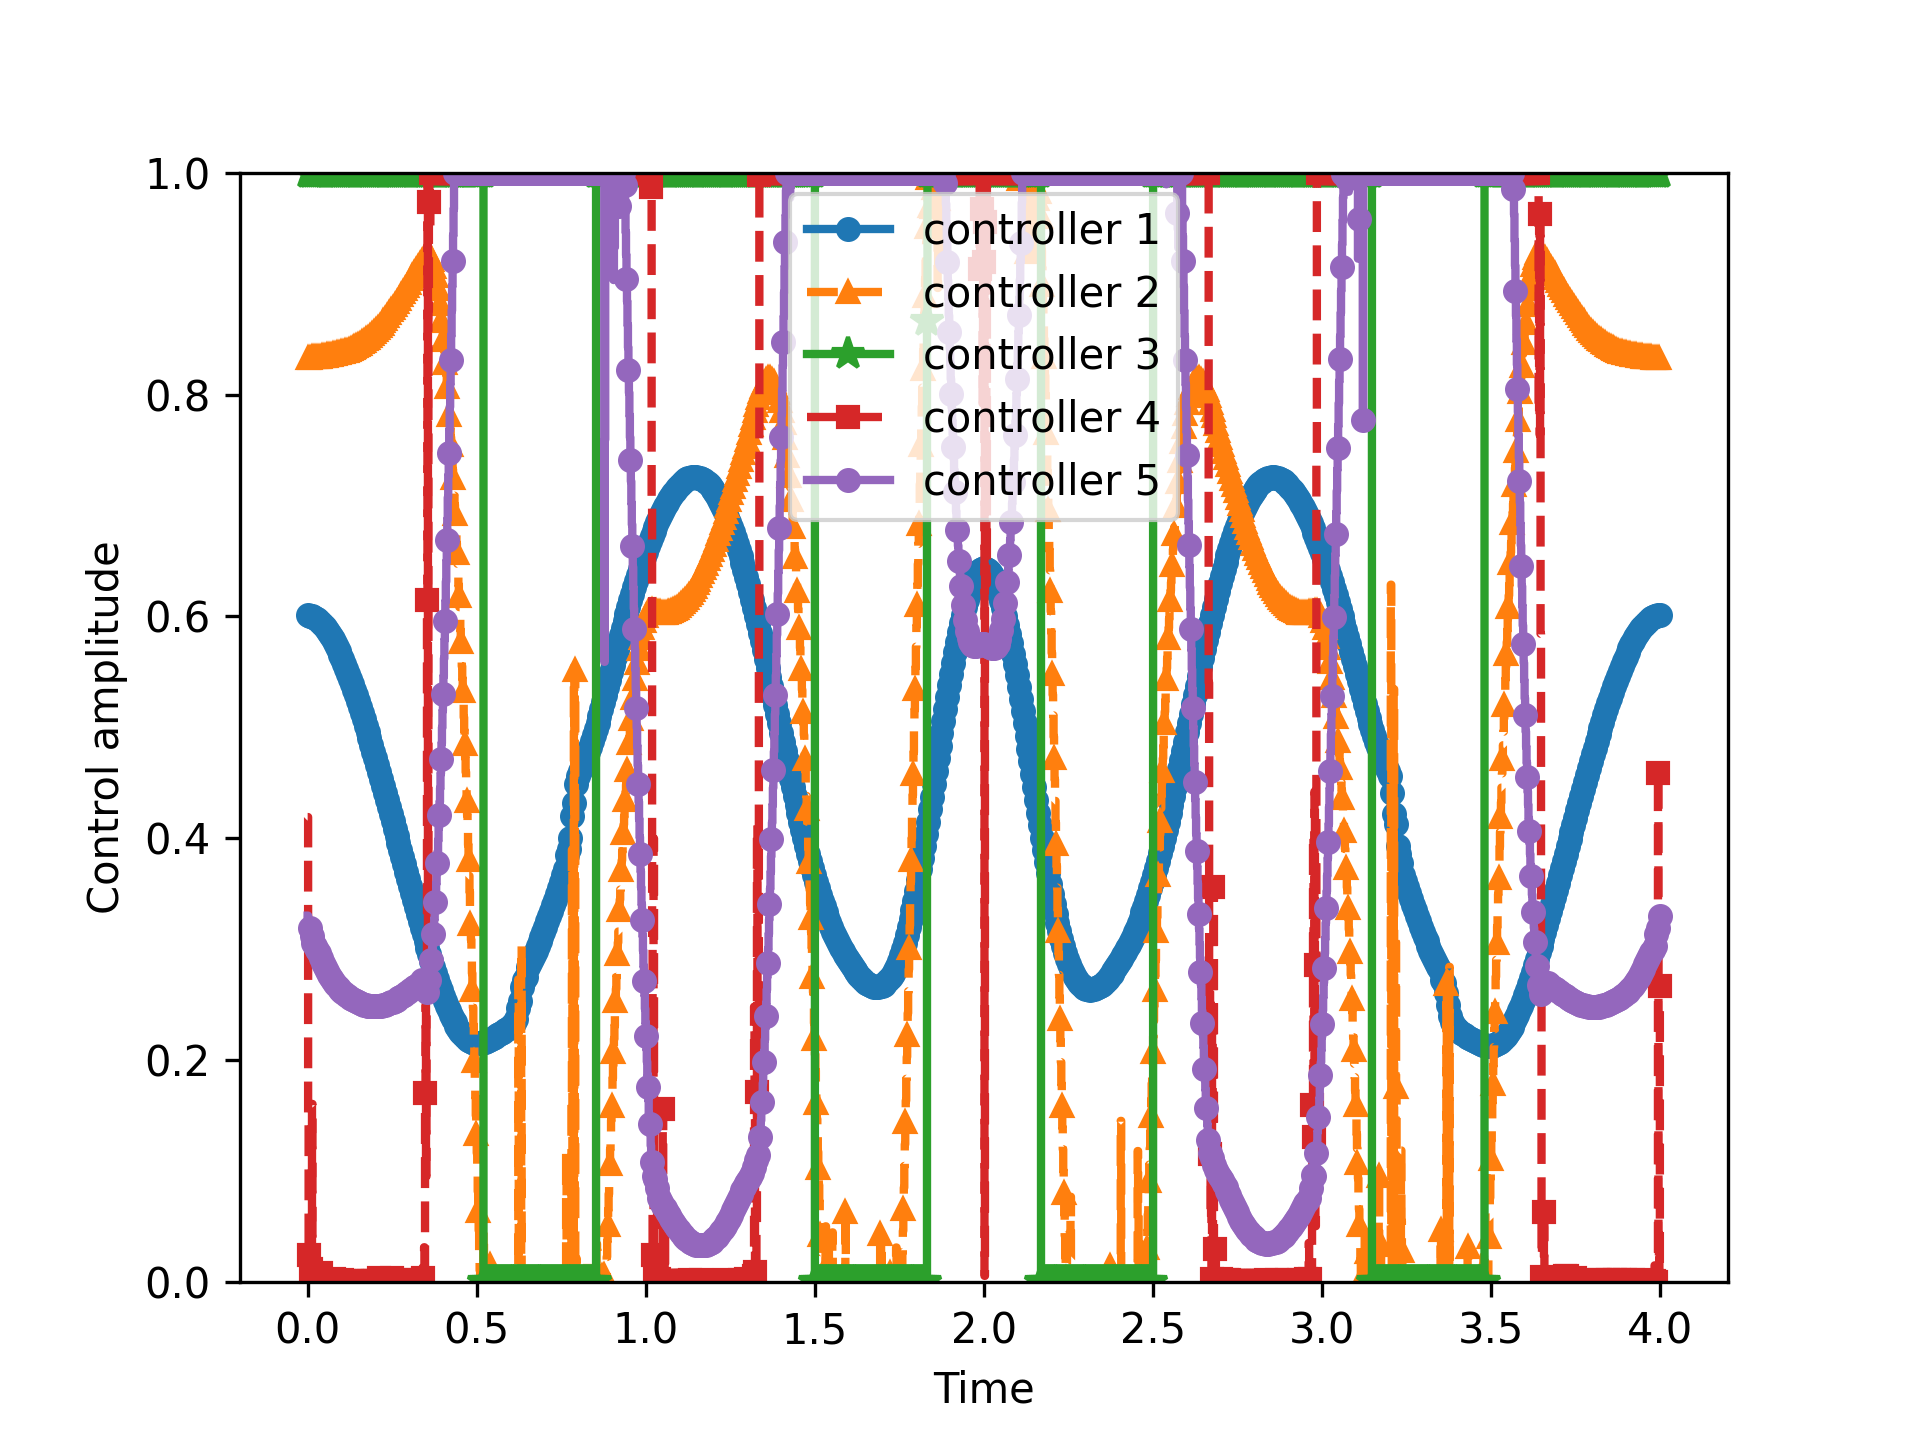 1.0
0.8
0.6
0.4
0.2
0.0
Control amplitude
controller 1
controller 2
controller 3
controller 4
controller 5
0.0 0.5 1.0 1.5 2.0 2.5 3.0 3.5 4.0
Time